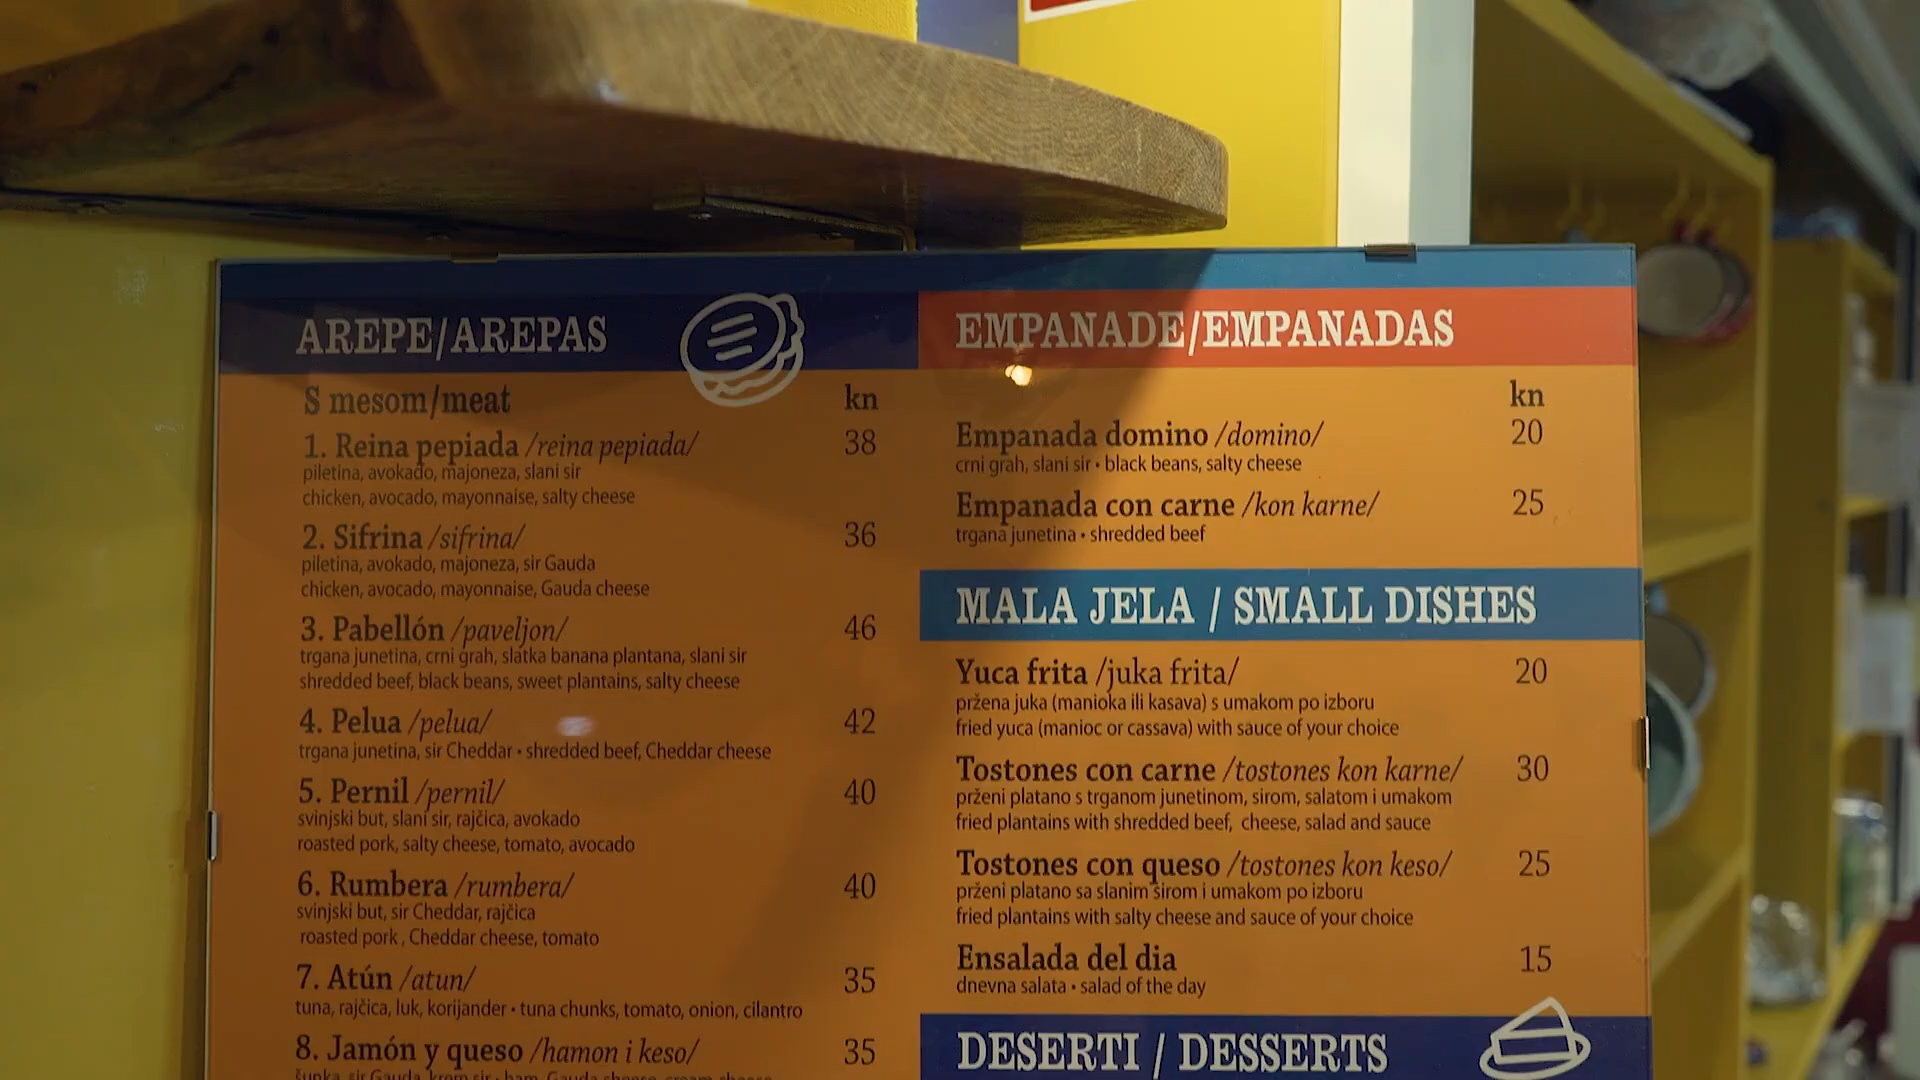 AREPE/AREPAS
S mesom/meat kn
1. Reina pepiada /reina pepiada/ 38
piletina, avokado, majoneza, slani sir
chicken, avocado, mayonnaise, salty cheese
2. Sifrina /sifrina/ 36
piletina, avokado, majoneza, sir Gauda
chicken, avocado, mayonnaise, Gauda cheese
3. Pabellón /paveljon/ 46
trgana junetina, crni grah, slatka banana plantana, slani sir
shredded beef, black beans, sweet plantains, salty cheese
4. Pelua /pelua/ 42
trgana junetina, sir Cheddar • shredded beef, Cheddar cheese
5. Pernil /pernil/ 40
svinjski but, slani sir, rajčica, avokado
roasted pork, salty cheese, tomato, avocado
6. Rumbera /rumbera/ 40
svinjski but, sir Cheddar, rajčica
roasted pork , Cheddar cheese, tomato
7. Atún /atun/ 35
tuna, rajčica, luk, korijander • tuna chunks, tomato, onion, cilantro
8. Jamón y queso /hamon i keso/ 35
šunka, sir Gauda, krem sir • ham, Gauda cheese, cream cheese
EMPANADE/EMPANADAS
kn
Empanada domino /domino/ 20
crni grah, slani sir • black beans, salty cheese
Empanada con carne /kon karne/ 25
trgana junetina • shredded beef
MALA JELA / SMALL DISHES
Yuca frita /juka frita/ 20
pržena juka (manioka ili kasava) s umakom po izboru
fried yuca (manioc or cassava) with sauce of your choice
Tostones con carne /tostones kon karne/ 30
prženi platano s trganom junetinom, sirom, salatom i umakom
fried plantains with shredded beef, cheese, salad and sauce
Tostones con queso /tostones kon keso/ 25
prženi platano sa slanim sirom i umakom po izboru
fried plantains with salty cheese and sauce of your choice
Ensalada del dia 15
dnevna salata • salad of the day
DESERTI / DESSERTS